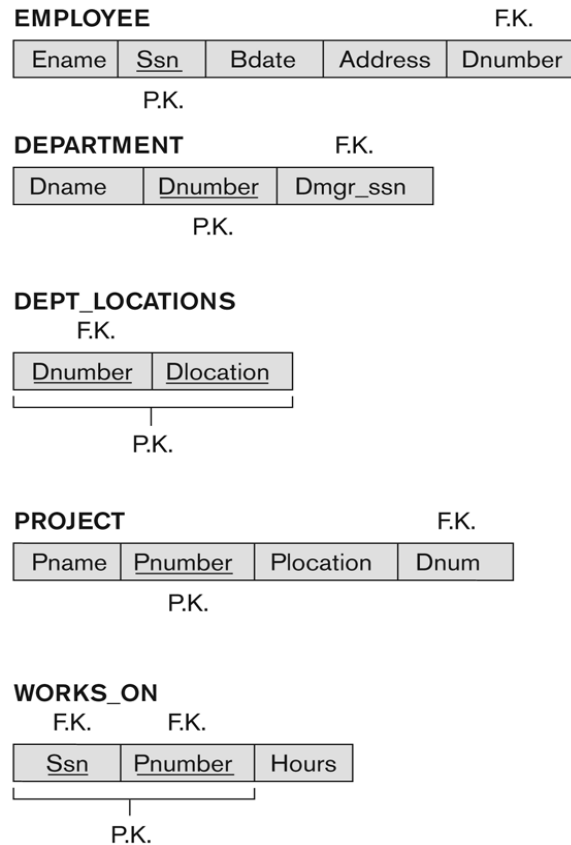 EMPLOYEE F.K.
Ename Ssn Bdate Address Dnumber
P.K.
DEPARTMENT F.K.
Dname Dnumber Dmgr_ssn
P.K.
DEPT_LOCATIONS
F.K.
Dnumber Dlocation
P.K.
PROJECT F.K.
Pname Pnumber Plocation Dnum
P.K.
WORKS_ON
F.K. F.K.
Ssn Pnumber Hours
P.K.